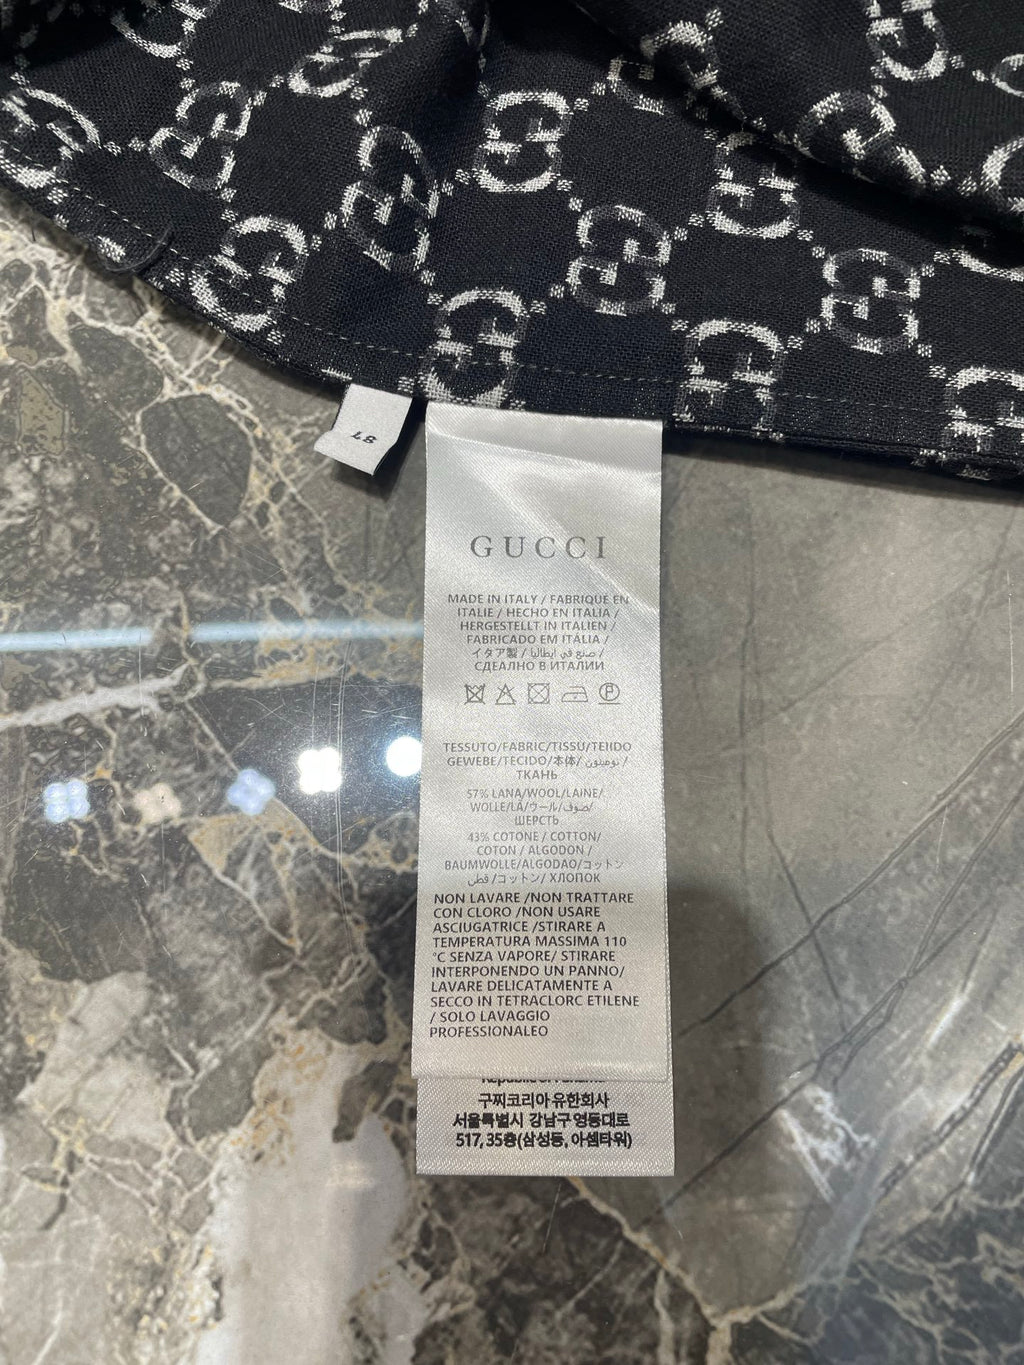 87
GUCCI
MADE IN ITALY / FABRIQUE EN
ITALIE / HECHO EN ITALIA /
HERGESTELLT IN ITALIEN /
FABRICADO EM ITÁLIA /
イタア製 / صنع في ايطاليا /
СДЕАЛНО В ИТАЛИИ
P
TESSUTO/FABRIC/TISSU/TEIIDO
GEWEBE/TECIDO/本体/
ТКАНЬ
57% LANA/WOOL/LAINE/
WOLLE/LÃ/ウール/صوف/
ШЕРСТЬ
43% COTONE / COTTON/
COTON / ALGODON /
BAUMWOLLE/ALGODAO/コットン
قطن /コットン/ ХЛОПОК
NON LAVARE /NON TRATTARE
CON CLORO /NON USARE
ASCIUGATRICE /STIRARE A
TEMPERATURA MASSIMA 110
°C SENZA VAPORE/ STIRARE
INTERPONENDO UN PANNO/
LAVARE DELICATAMENTE A
SECCO IN TETRACLORC ETILENE
/ SOLO LAVAGGIO
PROFESSIONALEO
구찌코리아 유한회사
서울특별시 강남구 영동대로
517, 35층(삼성동, 아셈타워)